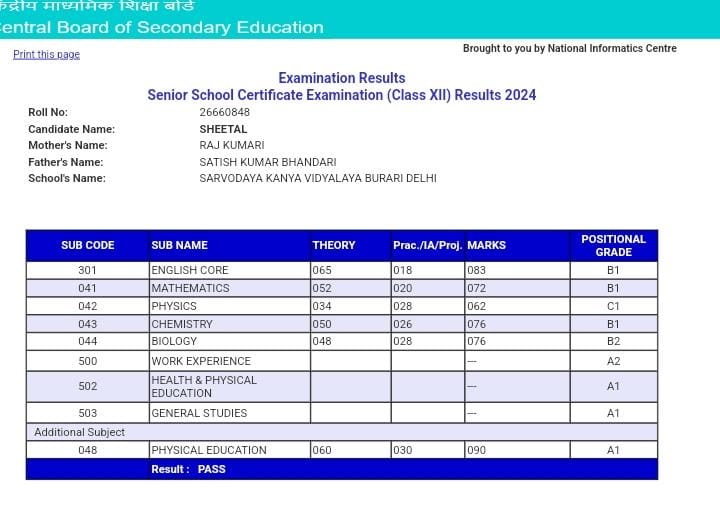 केंद्रीय माध्यमिक शिक्षा बोर्ड
Central Board of Secondary Education
Print this page
Brought to you by National Informatics Centre
Examination Results
Senior School Certificate Examination (Class XII) Results 2024
Roll No: 26660848
Candidate Name: SHEETAL
Mother's Name: RAJ KUMARI
Father's Name: SATISH KUMAR BHANDARI
School's Name: SARVODAYA KANYA VIDYALAYA BURARI DELHI
SUB CODE SUB NAME THEORY Prac./IA/Proj. MARKS POSITIONAL GRADE
301 ENGLISH CORE 065 018 083 B1
041 MATHEMATICS 052 020 072 B1
042 PHYSICS 034 028 062 C1
043 CHEMISTRY 050 026 076 B1
044 BIOLOGY 048 028 076 B2
500 WORK EXPERIENCE --- A2
502 HEALTH & PHYSICAL EDUCATION --- A1
503 GENERAL STUDIES --- A1
Additional Subject
048 PHYSICAL EDUCATION 060 030 090 A1
Result : PASS